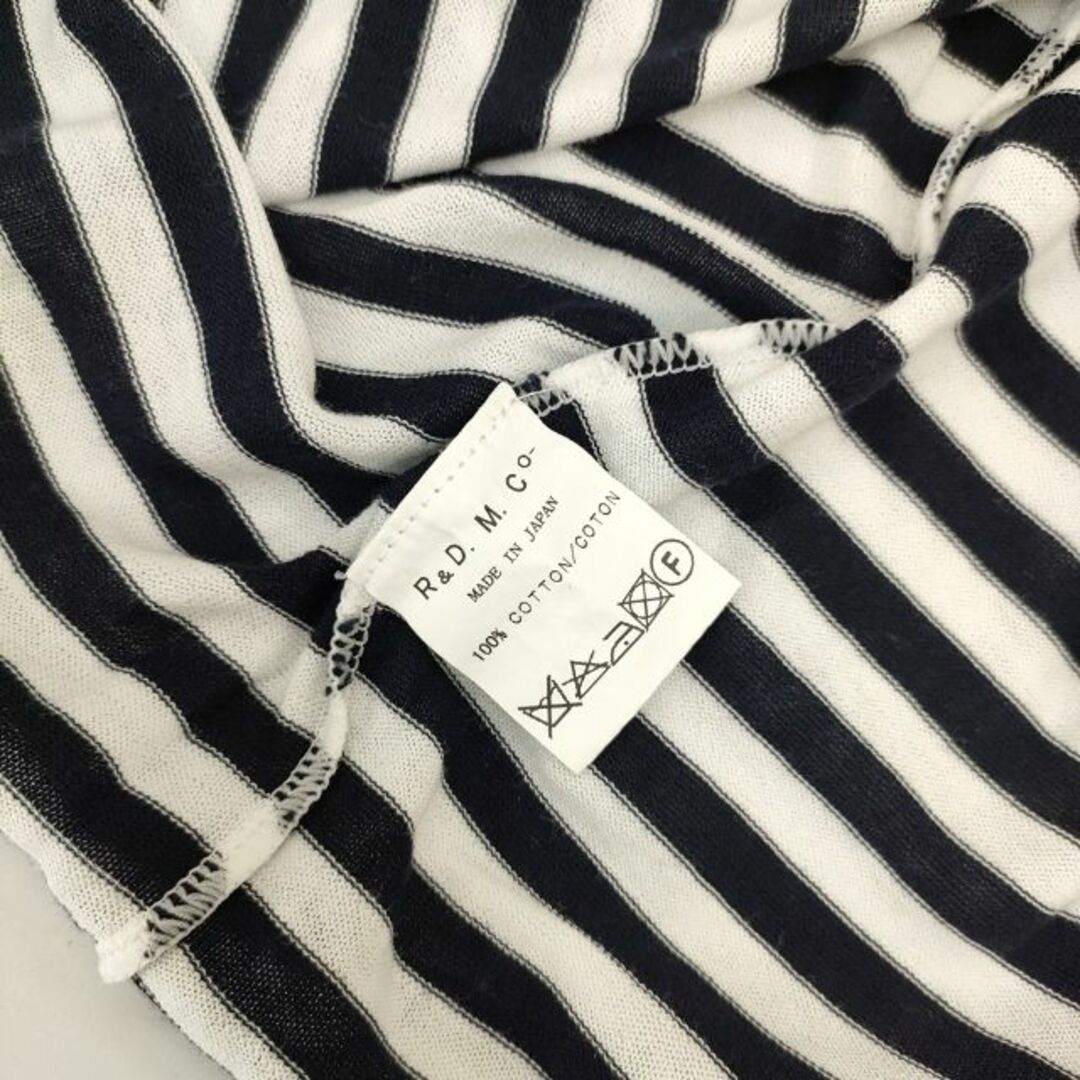 R&D. M. Co-
MADE IN JAPAN
100% COTTON/COTON
F